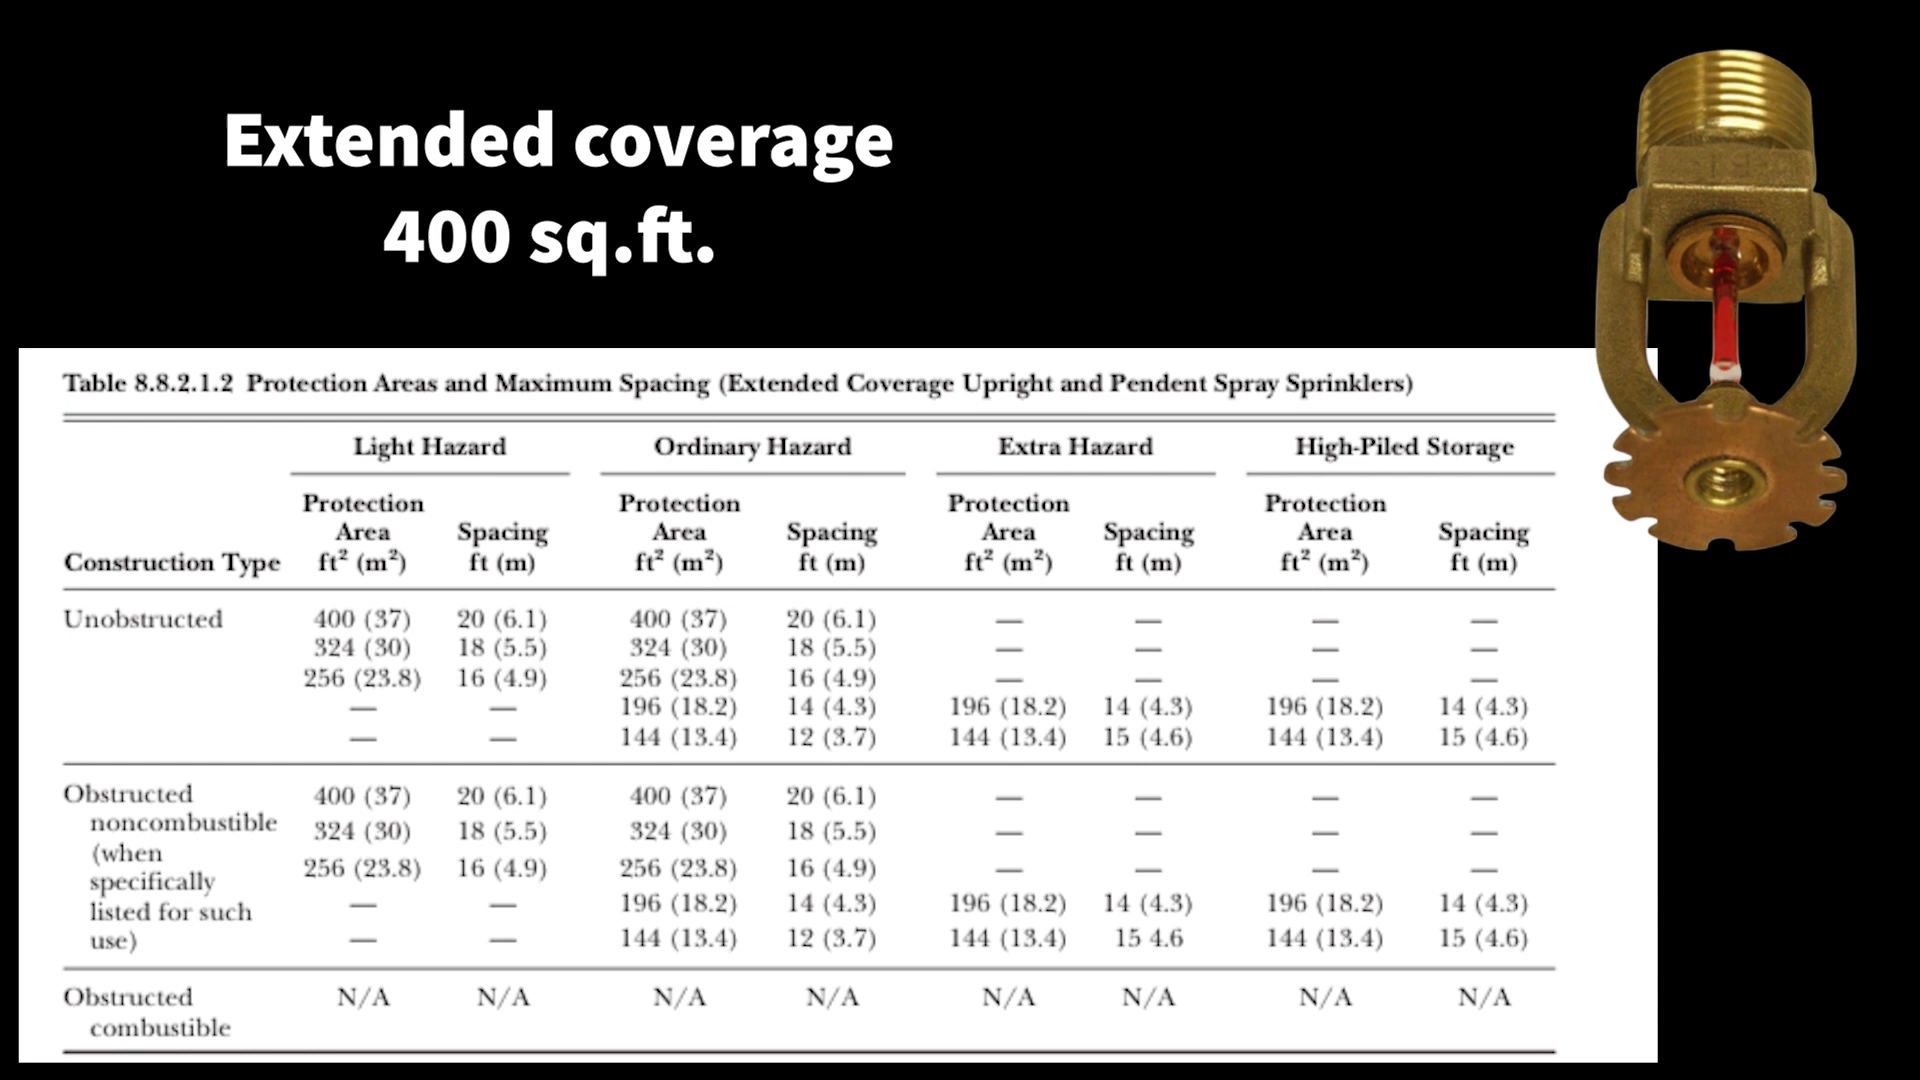 Extended coverage
400 sq.ft.
Table 8.8.2.1.2 Protection Areas and Maximum Spacing (Extended Coverage Upright and Pendent Spray Sprinklers)
Light Hazard Ordinary Hazard Extra Hazard High-Piled Storage
Protection Protection Protection Protection
Area Spacing Area Spacing Area Spacing Area Spacing
Construction Type ft² (m²) ft (m) ft² (m²) ft (m) ft² (m²) ft (m) ft² (m²) ft (m)
Unobstructed 400 (37) 20 (6.1) 400 (37) 20 (6.1) — — — —
324 (30) 18 (5.5) 324 (30) 18 (5.5) — — — —
256 (23.8) 16 (4.9) 256 (23.8) 16 (4.9) — — — —
— — 196 (18.2) 14 (4.3) 196 (18.2) 14 (4.3) 196 (18.2) 14 (4.3)
— — 144 (13.4) 12 (3.7) 144 (13.4) 15 (4.6) 144 (13.4) 15 (4.6)
Obstructed 400 (37) 20 (6.1) 400 (37) 20 (6.1) — — — —
noncombustible 324 (30) 18 (5.5) 324 (30) 18 (5.5) — — — —
(when 256 (23.8) 16 (4.9) 256 (23.8) 16 (4.9) — — — —
specifically
listed for such — — 196 (18.2) 14 (4.3) 196 (18.2) 14 (4.3) 196 (18.2) 14 (4.3)
use) — — 144 (13.4) 12 (3.7) 144 (13.4) 15 4.6 144 (13.4) 15 (4.6)
Obstructed N/A N/A N/A N/A N/A N/A N/A N/A
combustible